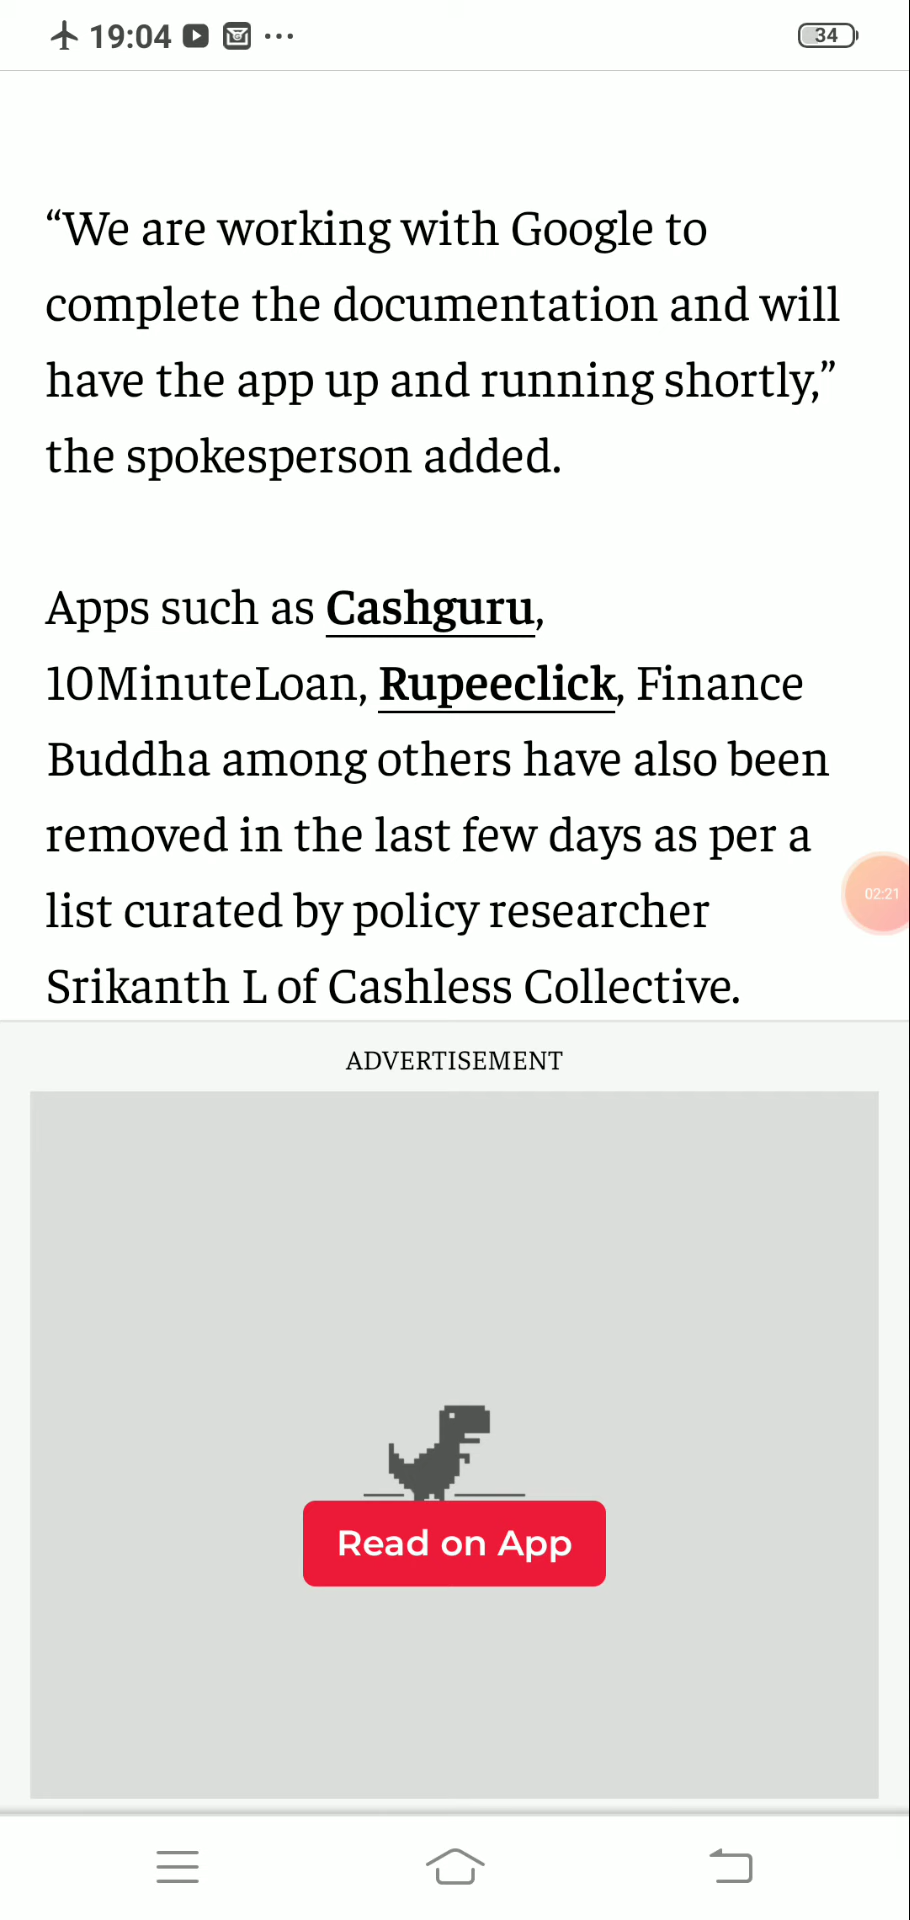 19:04
34
“We are working with Google to
complete the documentation and will
have the app up and running shortly,”
the spokesperson added.
Apps such as Cashguru,
10MinuteLoan, Rupeeclick, Finance
Buddha among others have also been
removed in the last few days as per a
list curated by policy researcher
02:21
Srikanth L of Cashless Collective.
ADVERTISEMENT
Read on App